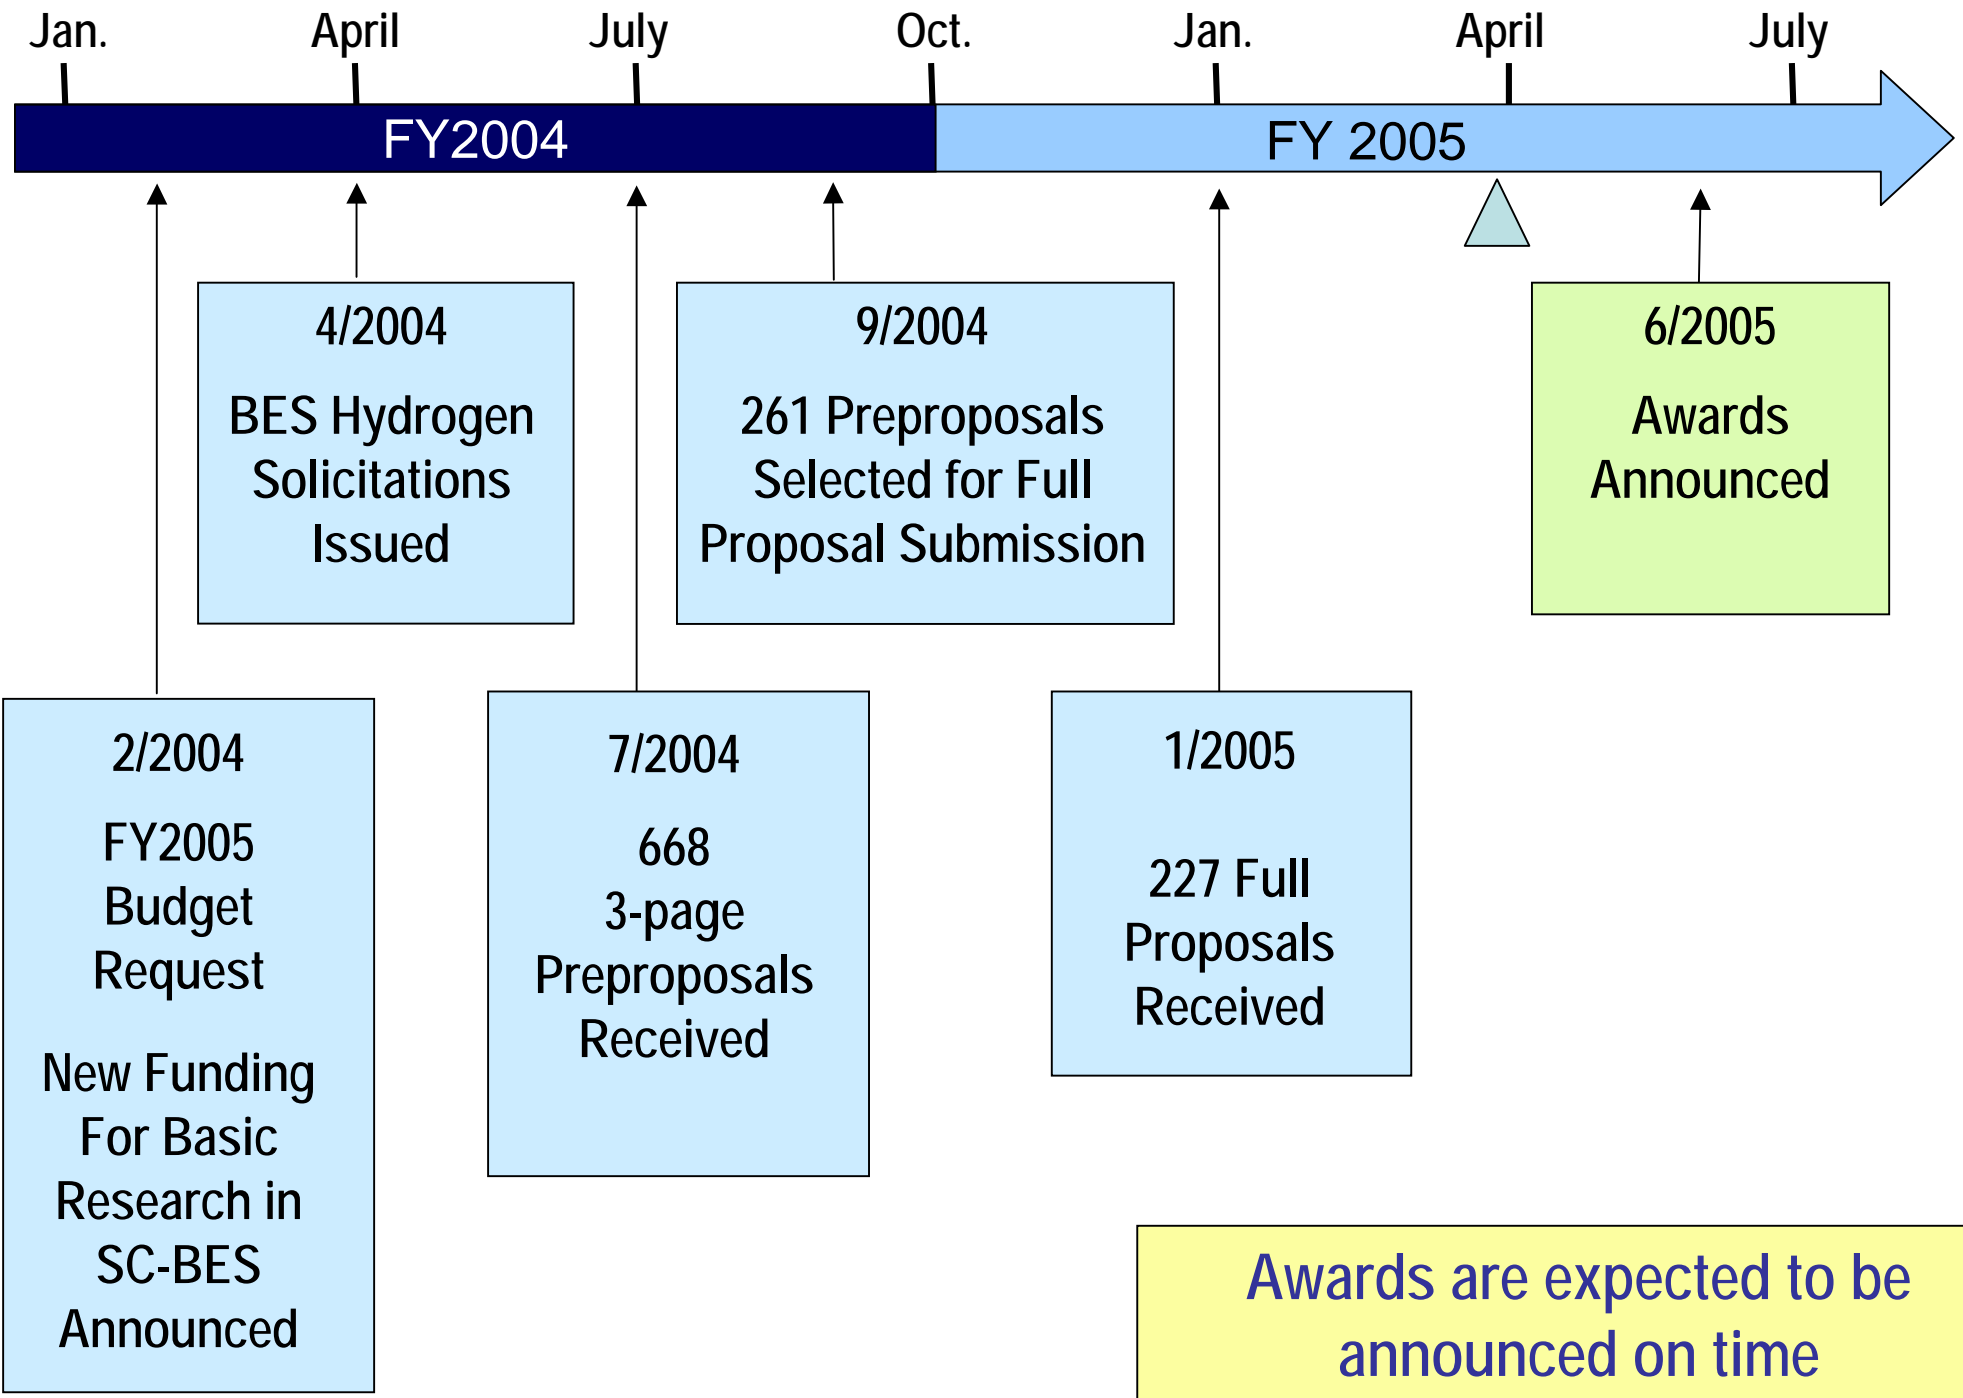 Jan.
April
July
Oct.
Jan.
April
July
FY2004
FY 2005
4/2004
BES Hydrogen
Solicitations
Issued
9/2004
261 Preproposals
Selected for Full
Proposal Submission
6/2005
Awards
Announced
2/2004
FY2005
Budget
Request
New Funding
For Basic
Research in
SC-BES
Announced
7/2004
668
3-page
Preproposals
Received
1/2005
227 Full
Proposals
Received
Awards are expected to be
announced on time